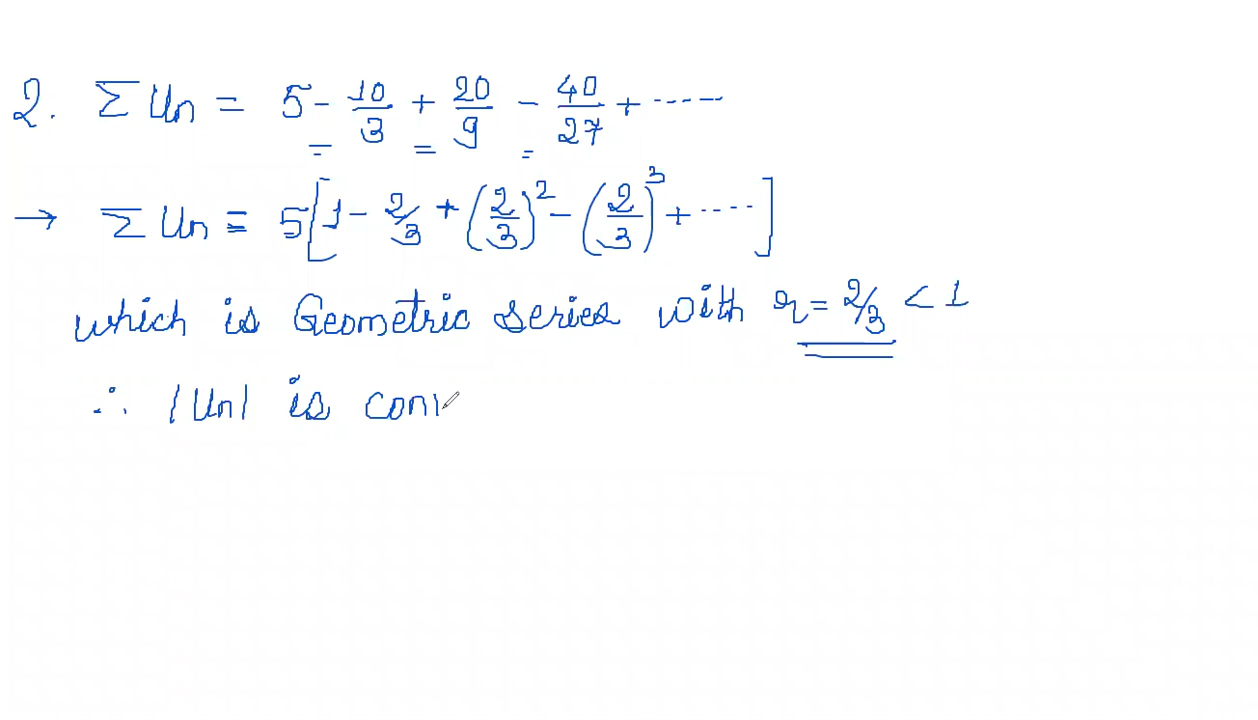 2. Σ Un = 5 - 10/3 + 20/9 - 40/27 + -----
→ Σ Un = 5[1 - 2/3 + (2/3)^2 - (2/3)^3 + ----]
which is Geometric series with r = 2/3 < 1
∴ |Un| is con